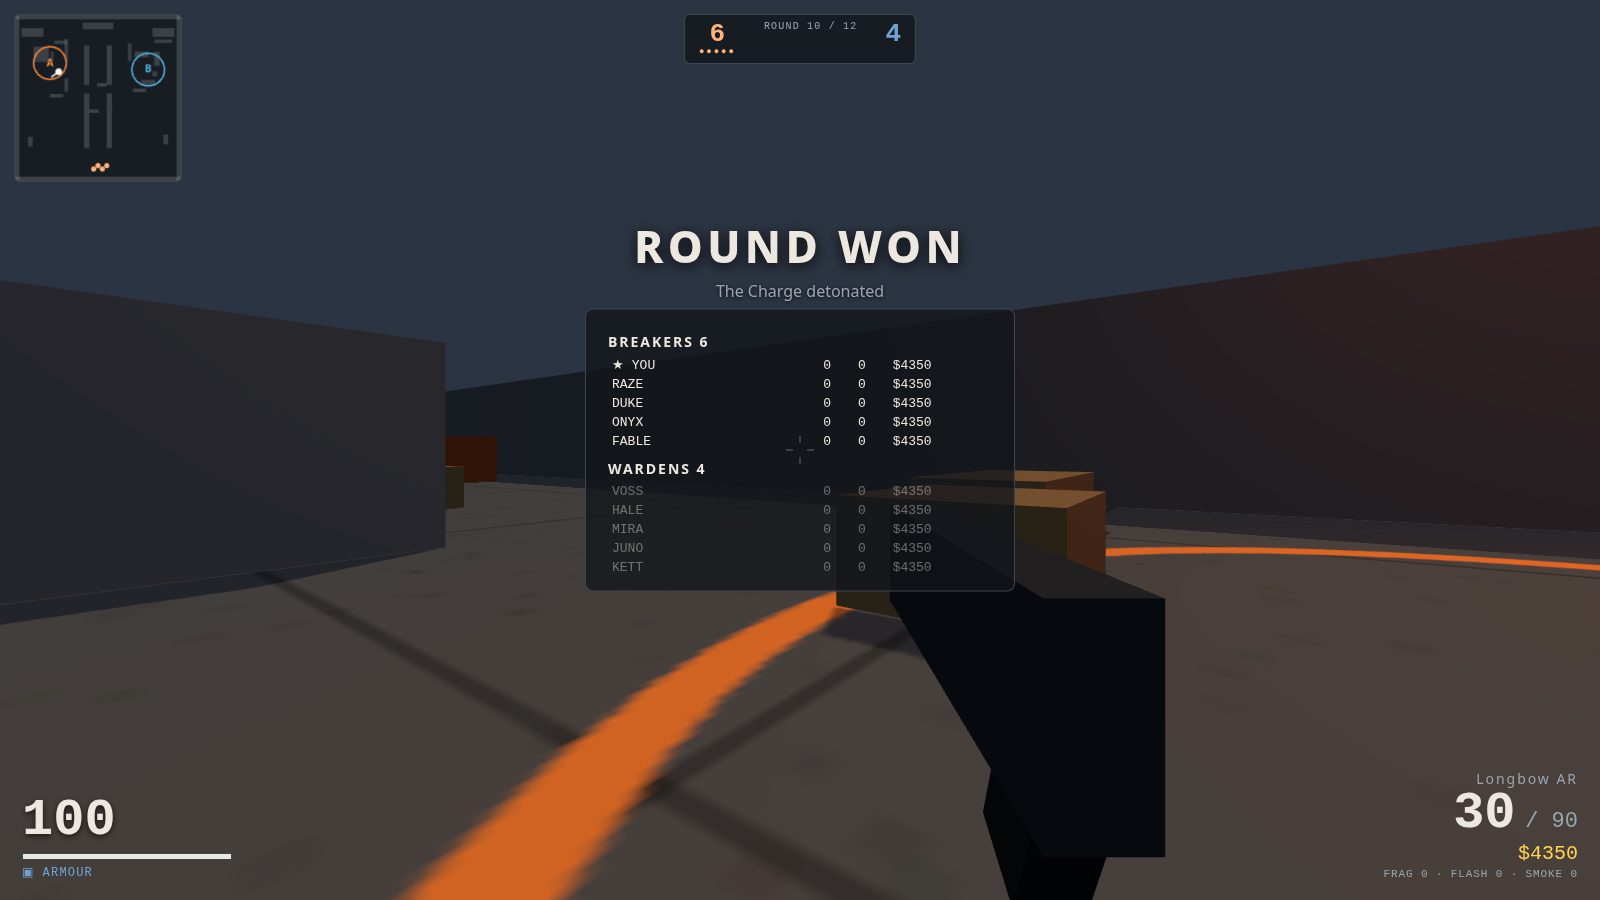 6 ROUND 10 / 12 4
A
B
ROUND WON
The Charge detonated
BREAKERS 6
★ YOU 0 0 $4350
RAZE 0 0 $4350
DUKE 0 0 $4350
ONYX 0 0 $4350
FABLE 0 0 $4350
WARDENS 4
VOSS 0 0 $4350
HALE 0 0 $4350
MIRA 0 0 $4350
JUNO 0 0 $4350
KETT 0 0 $4350
100
▣ ARMOUR
Longbow AR
30 / 90
$4350
FRAG 0 · FLASH 0 · SMOKE 0